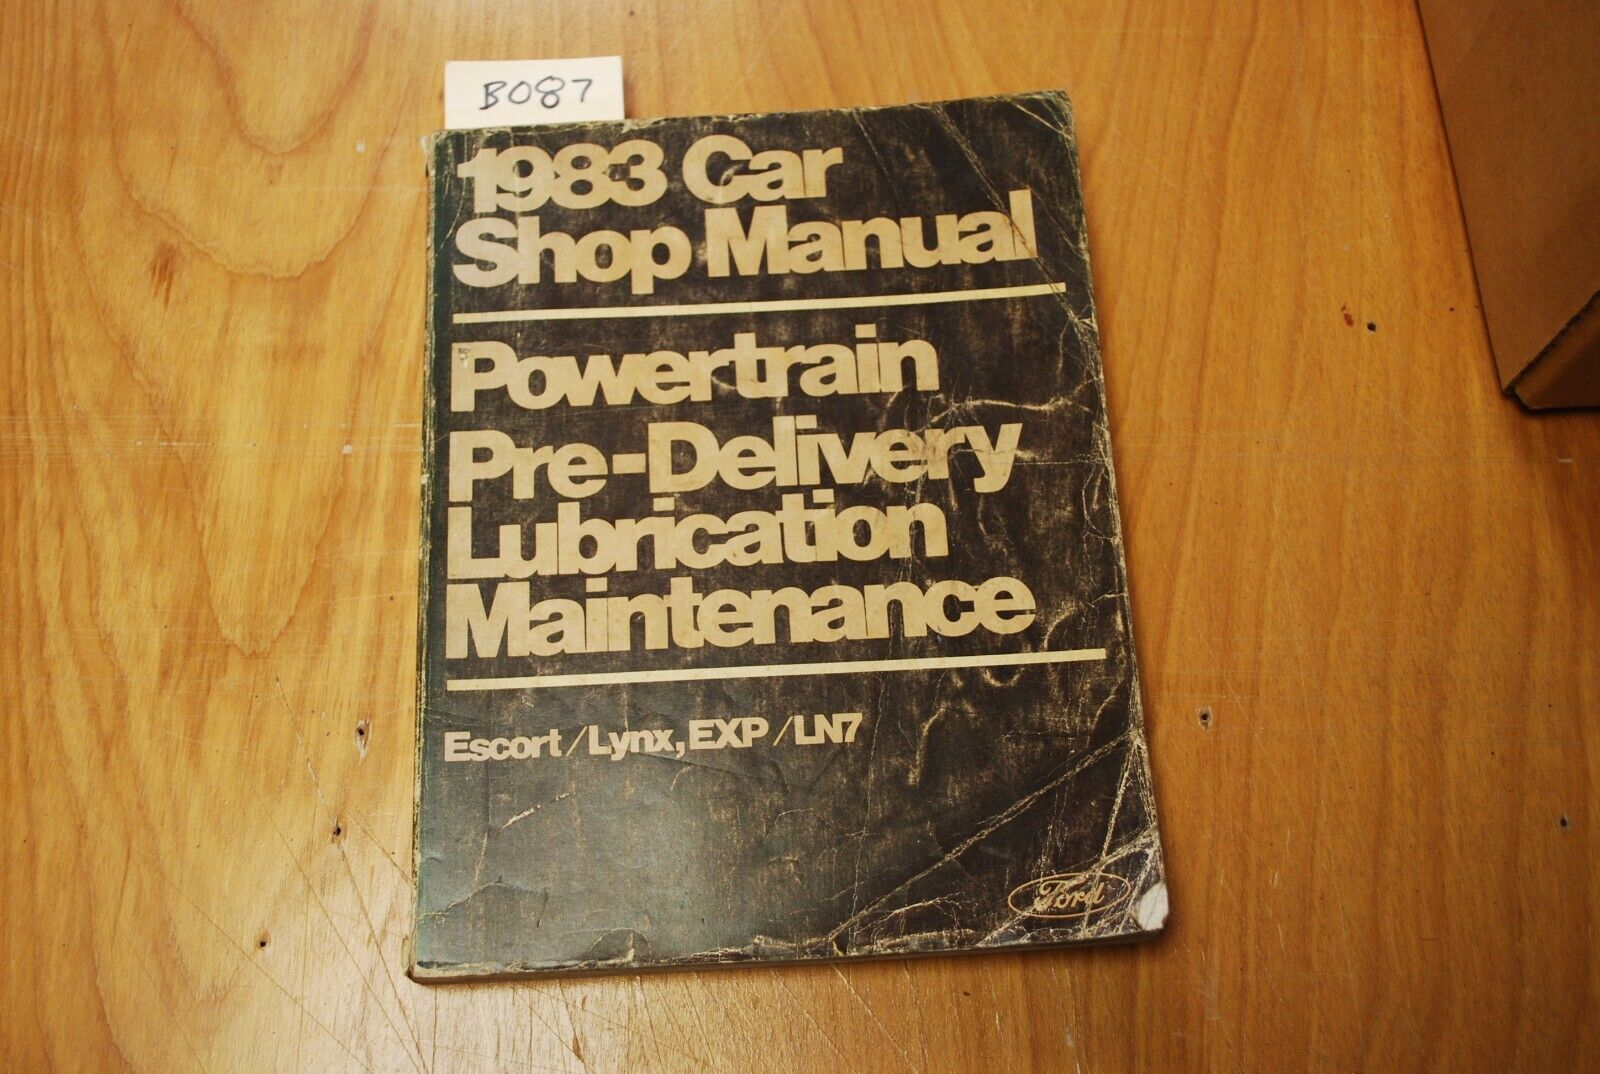 B087
1983 Car
Shop Manual
Powertrain
Pre-Delivery
Lubrication
Maintenance
Escort/Lynx, EXP/LN7
Ford